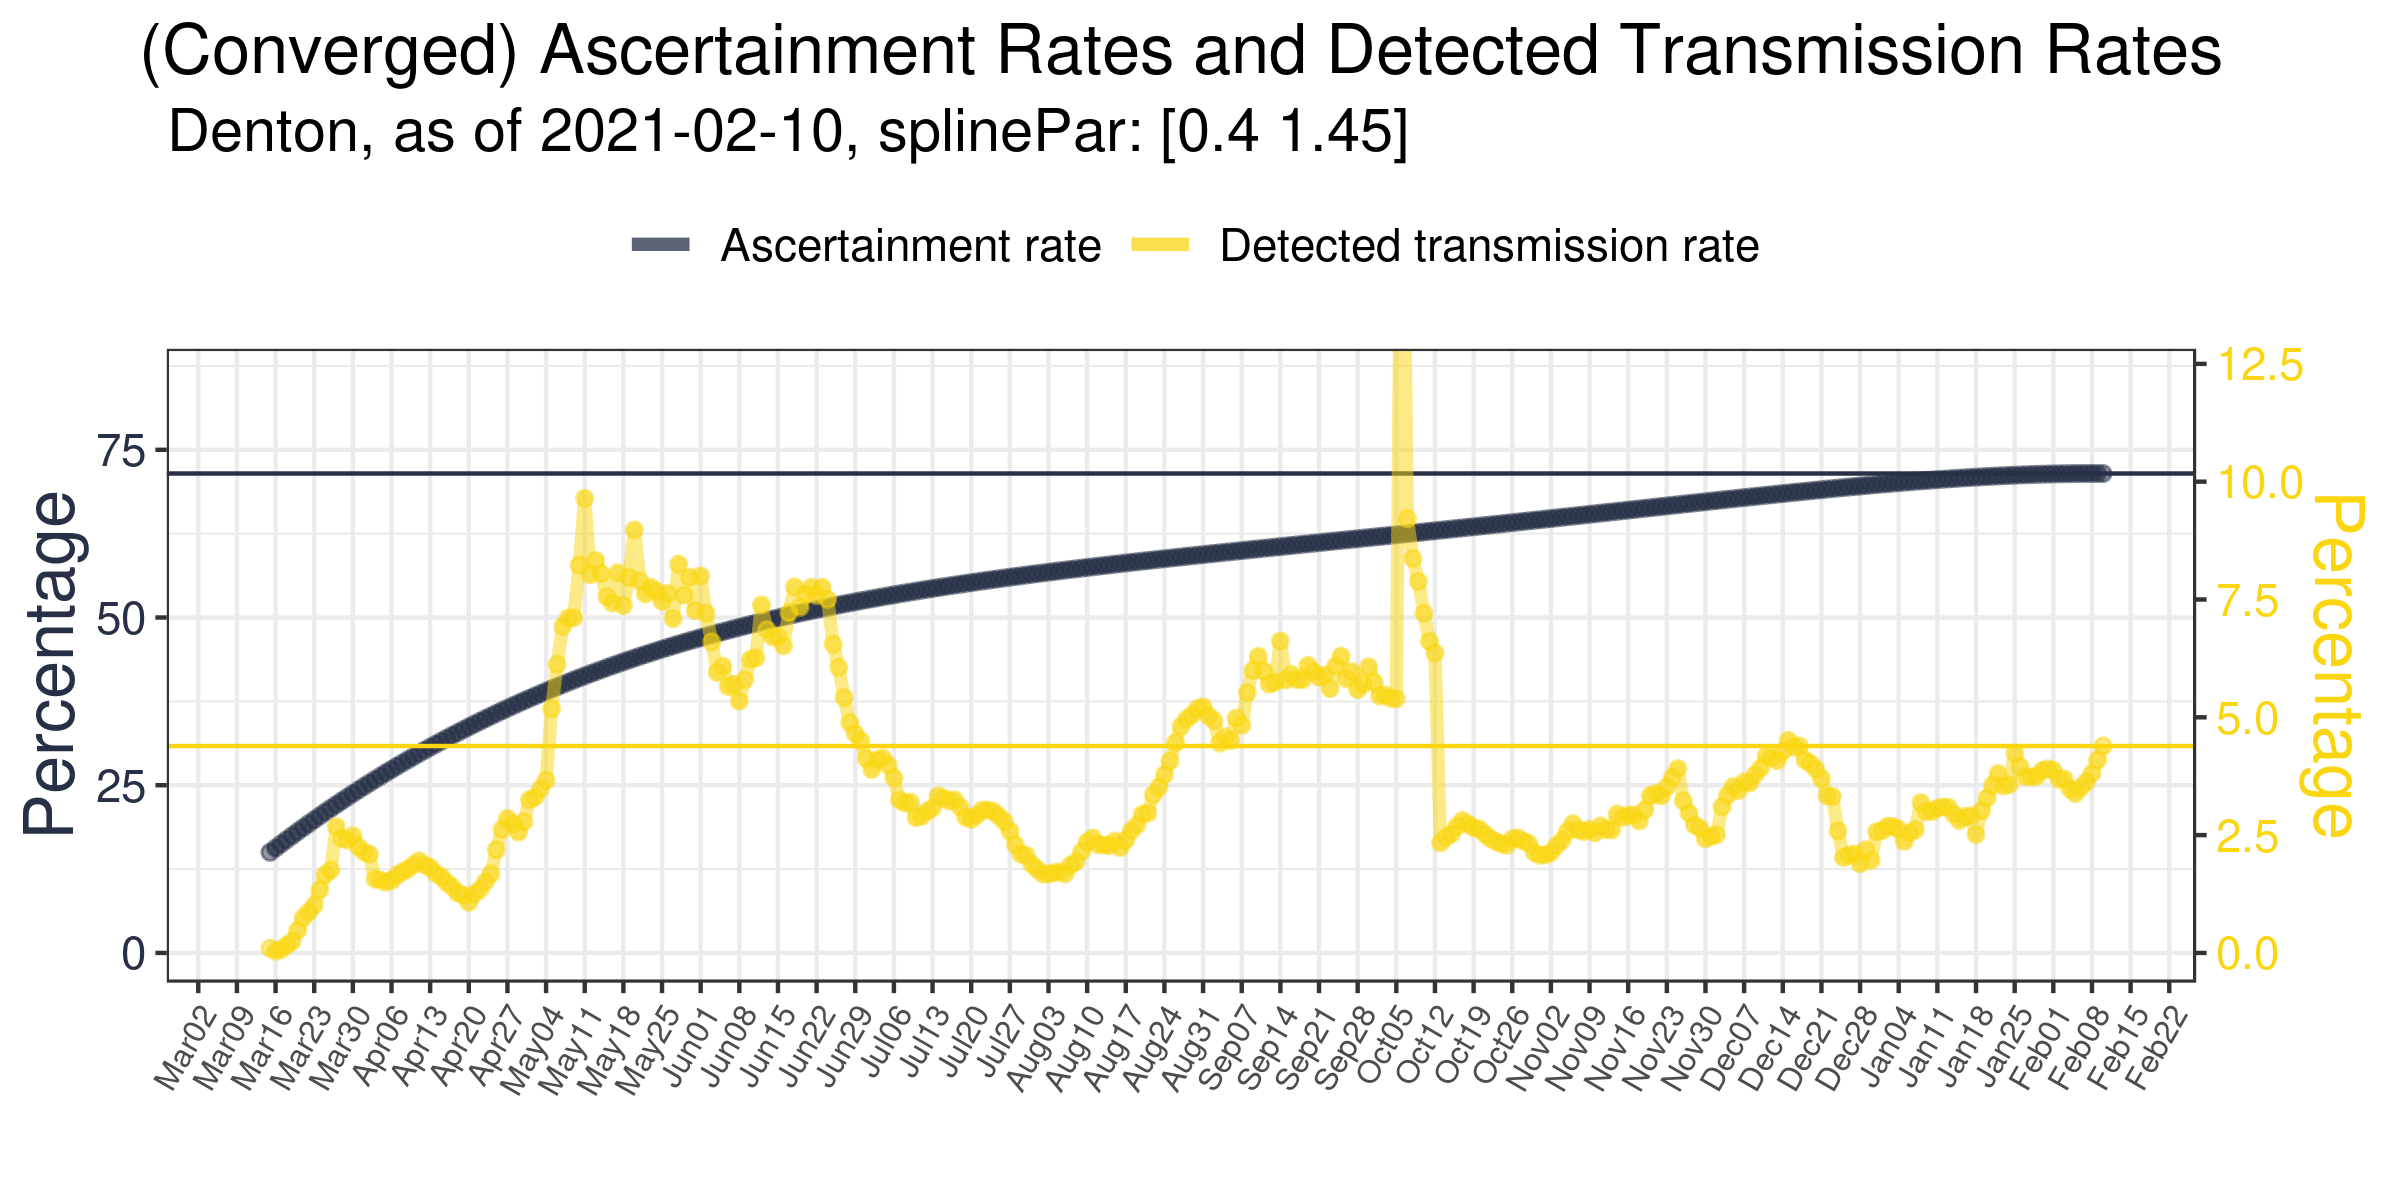 (Converged) Ascertainment Rates and Detected Transmission Rates
Denton, as of 2021-02-10, splinePar: [0.4 1.45]
Ascertainment rate
Detected transmission rate
Percentage
75
50
25
0
12.5
10.0
7.5
5.0
2.5
0.0
Percentage
Mar02
Mar09
Mar16
Mar23
Mar30
Apr06
Apr13
Apr20
Apr27
May04
May11
May18
May25
Jun01
Jun08
Jun15
Jun22
Jun29
Jul06
Jul13
Jul20
Jul27
Aug03
Aug10
Aug17
Aug24
Aug31
Sep07
Sep14
Sep21
Sep28
Oct05
Oct12
Oct19
Oct26
Nov02
Nov09
Nov16
Nov23
Nov30
Dec07
Dec14
Dec21
Dec28
Jan04
Jan11
Jan18
Jan25
Feb01
Feb08
Feb15
Feb22